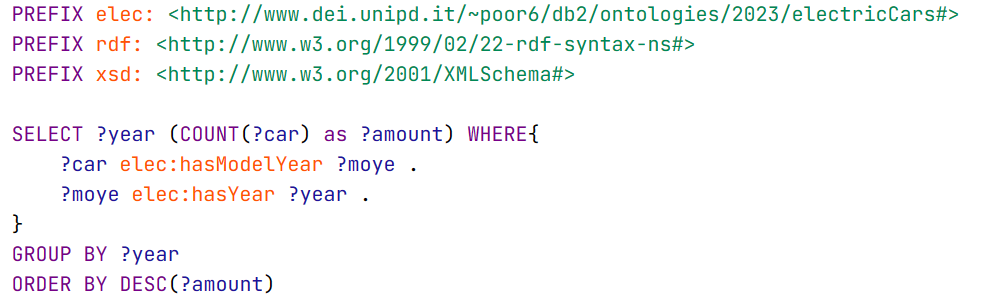 PREFIX elec: <http://www.dei.unipd.it/~poor6/db2/ontologies/2023/electricCars#>
PREFIX rdf: <http://www.w3.org/1999/02/22-rdf-syntax-ns#>
PREFIX xsd: <http://www.w3.org/2001/XMLSchema#>

SELECT ?year (COUNT(?car) as ?amount) WHERE{
    ?car elec:hasModelYear ?moye .
    ?moye elec:hasYear ?year .
}
GROUP BY ?year
ORDER BY DESC(?amount)